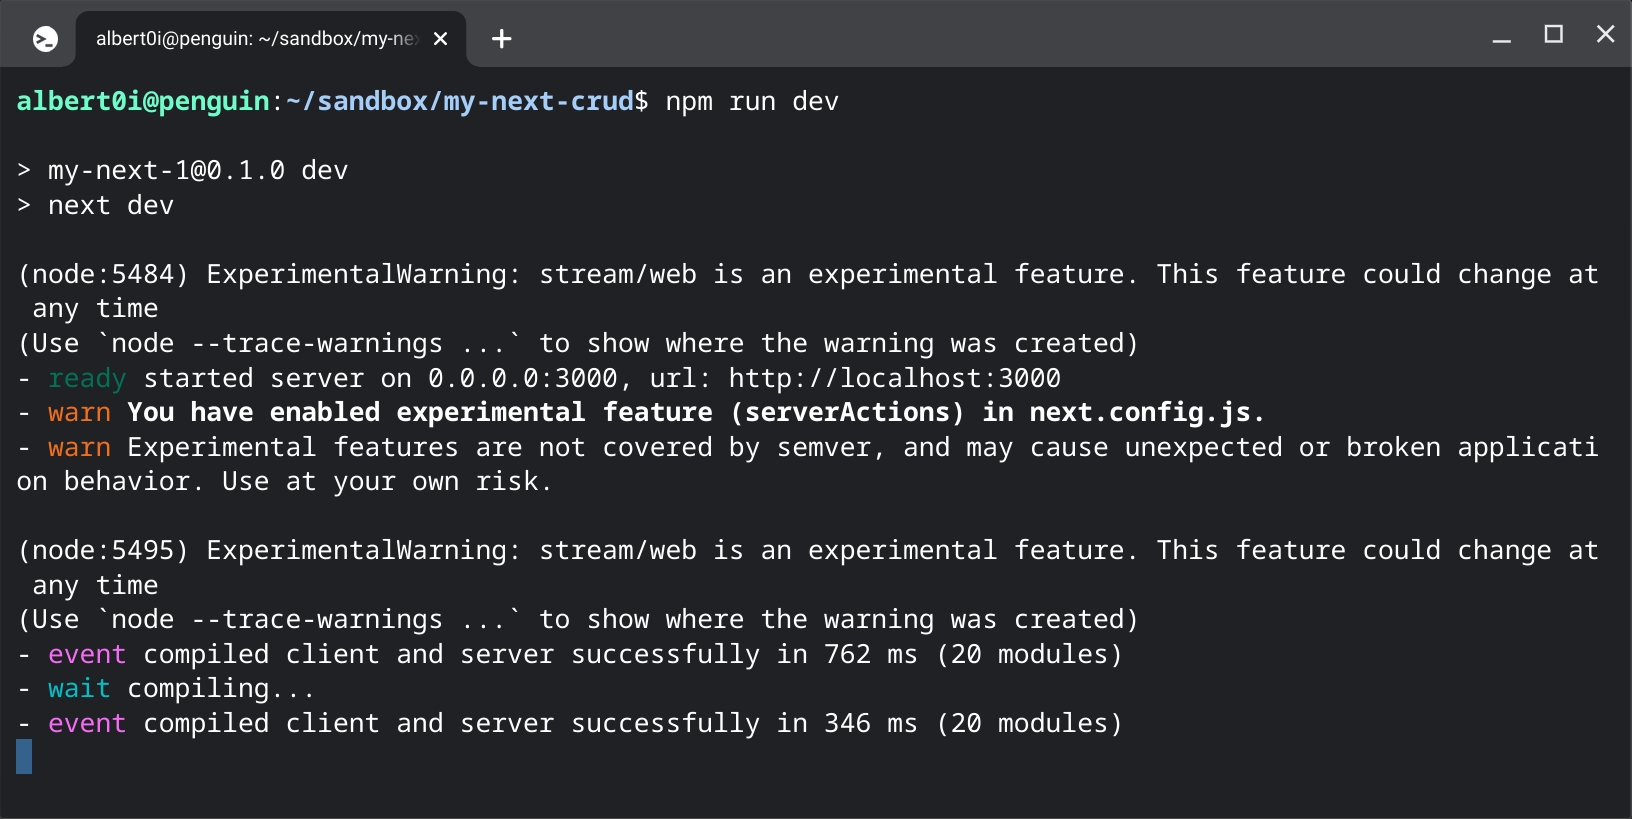 albert0i@penguin: ~/sandbox/my-ne
albert0i@penguin:~/sandbox/my-next-crud$ npm run dev
> my-next-1@0.1.0 dev
> next dev
(node:5484) ExperimentalWarning: stream/web is an experimental feature. This feature could change at
 any time
(Use `node --trace-warnings ...` to show where the warning was created)
- ready started server on 0.0.0.0:3000, url: http://localhost:3000
- warn You have enabled experimental feature (serverActions) in next.config.js.
- warn Experimental features are not covered by semver, and may cause unexpected or broken applicati
on behavior. Use at your own risk.
(node:5495) ExperimentalWarning: stream/web is an experimental feature. This feature could change at
 any time
(Use `node --trace-warnings ...` to show where the warning was created)
- event compiled client and server successfully in 762 ms (20 modules)
- wait compiling...
- event compiled client and server successfully in 346 ms (20 modules)